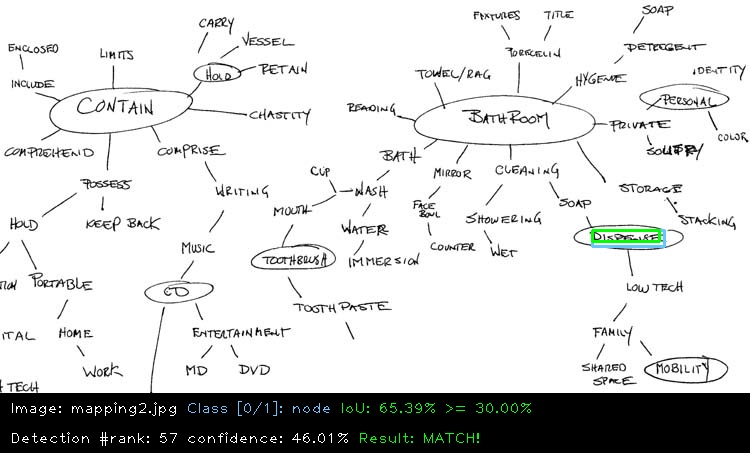 CARRY
ENCLOSED
LIMITS
VESSEL
HOLD
RETAIN
INCLUDE
CONTAIN
CHASTITY
COMPREHEND
COMPRISE
POSSESS
WRITING
HOLD
KEEP BACK
MUSIC
PORTABLE
CD
ITAL
HOME
ENTERTAINMENT
WORK
MD
DVD
H TECH
FIXTURES
TITLE
SOAP
PORCELIN
DETERGENT
TOWEL/RAG
HYGENE
IDENTITY
READING
BATHROOM
PERSONAL
PRIVATE
COLOR
BATH
MIRROR
CLEANING
CUP
WASH
STORAGE
MOUTH
FACE
BOWL
SOAP
SHOWERING
STACKING
WATER
DISPENSE
COUNTER
WET
TOOTHBRUSH
IMMERSION
LOW TECH
TOOTHPASTE
FAMILY
SHARED
SPACE
MOBILITY
Image: mapping2.jpg Class [0/1]: node IoU: 65.39% >= 30.00%
Detection #rank: 57 confidence: 46.01% Result: MATCH!